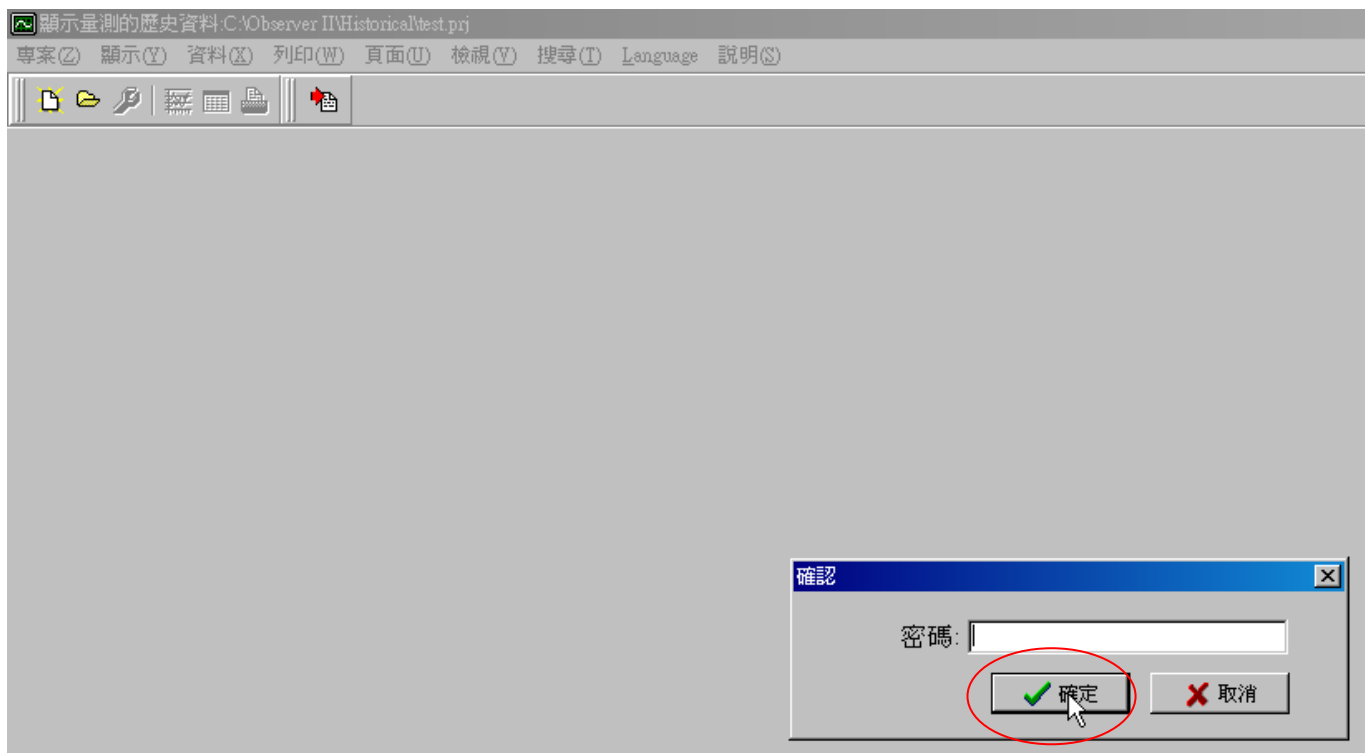 顯示量測的歷史資料:C:\Observer II\Historical\test.prj
專案(Z) 顯示(Y) 資料(X) 列印(W) 頁面(U) 檢視(V) 搜尋(T) Language 說明(S)
確認
密碼:
確定 取消